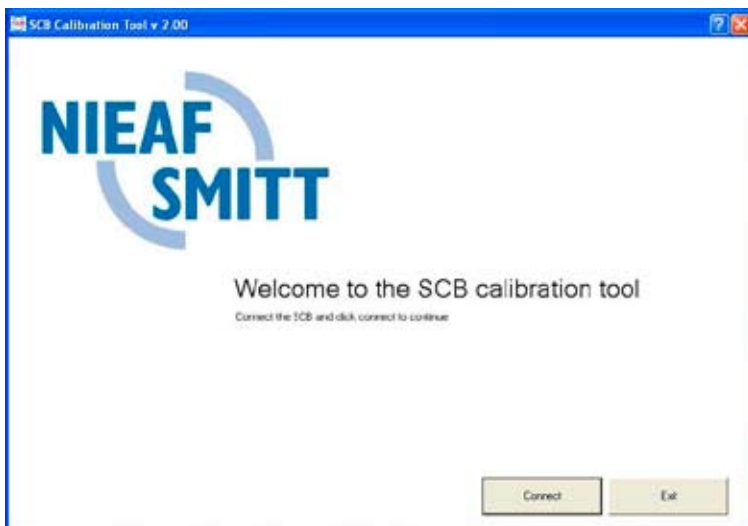 SCB Calibration Tool v 2.00
NIEAF
SMITT
Welcome to the SCB calibration tool
Connect the SCB and click connect to continue
Connect
Exit